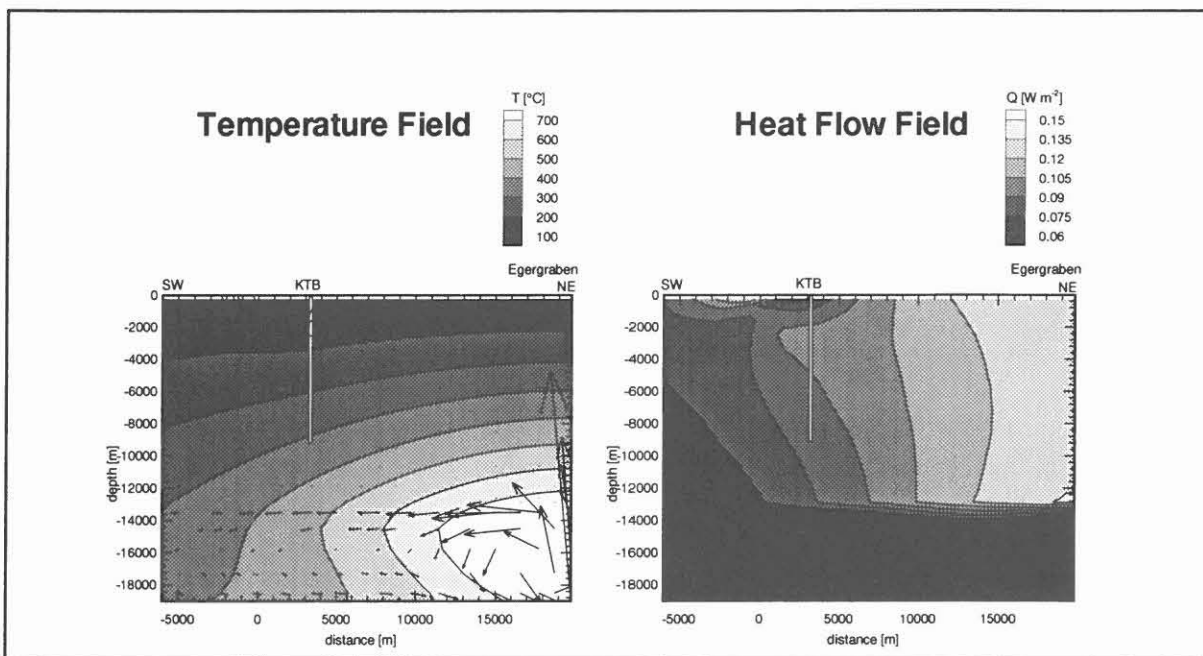 Temperature Field
T [°C]
700
600
500
400
300
200
100
Egergraben
SW
KTB
NE
0
-2000
-4000
-6000
-8000
-10000
-12000
-14000
-16000
-18000
depth [m]
-5000
0
5000
10000
15000
distance [m]
Heat Flow Field
Q [W m-2]
0.15
0.135
0.12
0.105
0.09
0.075
0.06
Egergraben
SW
KTB
NE
0
-2000
-4000
-6000
-8000
-10000
-12000
-14000
-16000
-18000
depth [m]
-5000
0
5000
10000
15000
distance [m]